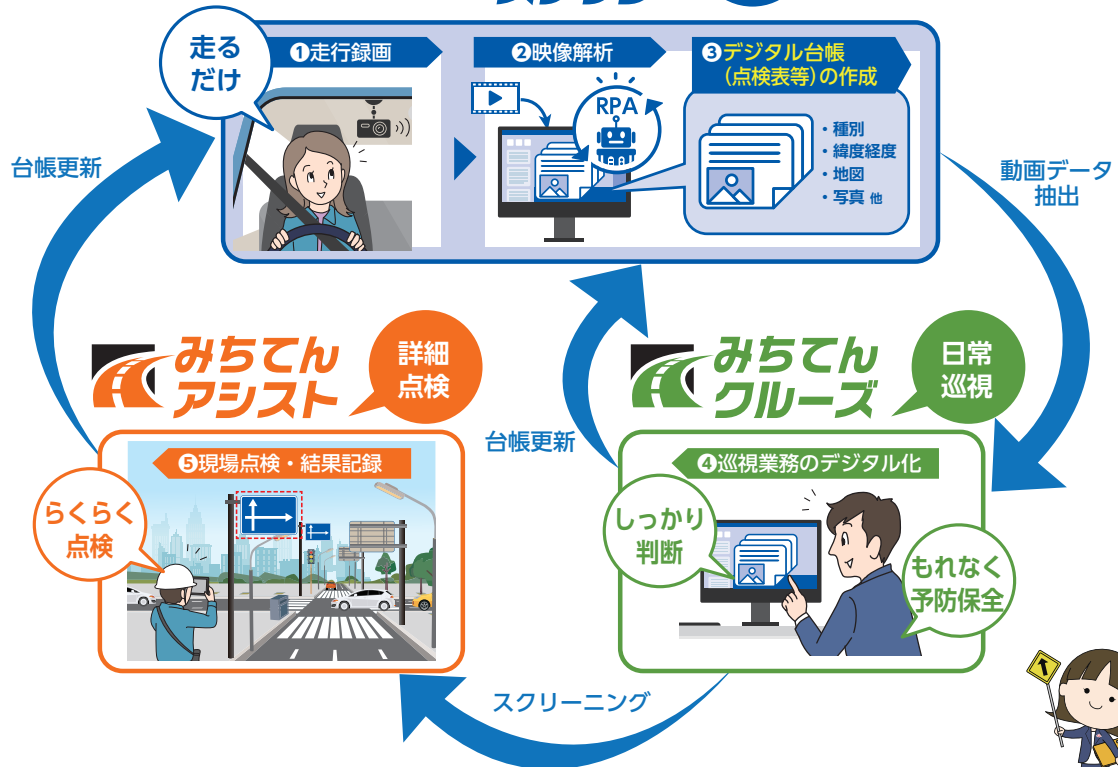 走る
だけ
❶走行録画
❷映像解析
❸デジタル台帳
(点検表等)の作成
RPA
・種別
・緯度経度
・地図
・写真 他
台帳更新
動画データ
抽出
みちてん
アシスト
詳細
点検
みちてん
クルーズ
日常
巡視
台帳更新
❺現場点検・結果記録
らくらく
点検
❹巡視業務のデジタル化
しっかり
判断
もれなく
予防保全
スクリーニング